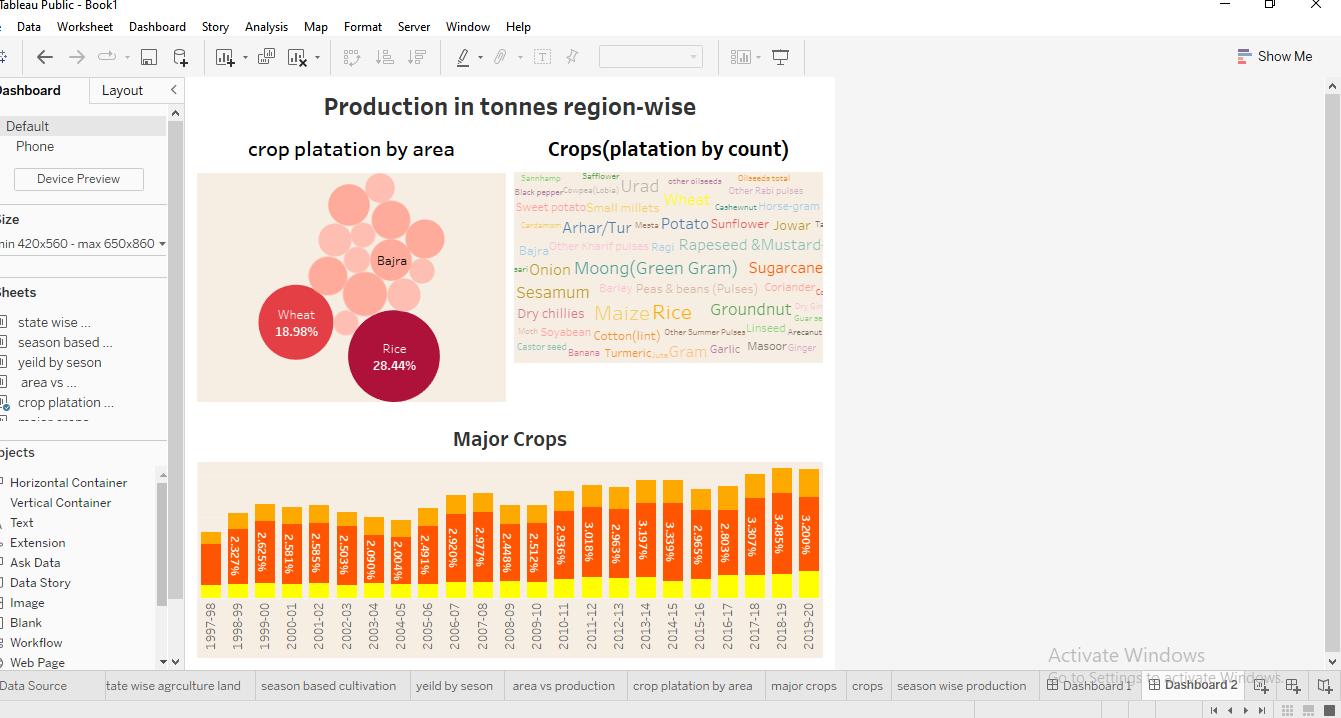 Tableau Public - Book1
Data Worksheet Dashboard Story Analysis Map Format Server Window Help
Show Me
Dashboard Layout
Default
Phone
Device Preview
Size
min 420x560 - max 650x860
Sheets
state wise ...
season based ...
yeild by seson
area vs ...
crop platation ...
Objects
Horizontal Container
Vertical Container
Text
Extension
Ask Data
Data Story
Image
Blank
Workflow
Web Page
Production in tonnes region-wise
crop platation by area
Bajra
Wheat
18.98%
Rice
28.44%
Crops(platation by count)
Sannhamp Safflower other oilseeds Oilseeds total
Black pepper Cowpea(Lobia) Urad Wheat Other Rabi pulses
Sweet potato Small millets Cashewnut Horse-gram
Cardamom Arhar/Tur Mesta Potato Sunflower Jowar Ta
Bajra Other Kharif pulses Ragi Rapeseed &Mustard
sari Onion Moong(Green Gram) Sugarcane
Sesamum Barley Peas & beans (Pulses) Coriander Co
Dry chillies Maize Rice Groundnut Dry Gin
Guar se
Moth Soyabean Cotton(lint) Other Summer Pulses Linseed Arecanut
Castor seed Banana Turmeric Jute Gram Garlic Masoor Ginger
Major Crops
2.327% 2.625% 2.581% 2.585% 2.503% 2.090% 2.004% 2.491% 2.920% 2.977% 2.448% 2.512% 2.936% 3.018% 2.963% 3.197% 3.339% 2.965% 2.803% 3.307% 3.485% 3.200%
1997-98 1998-99 1999-00 2000-01 2001-02 2002-03 2003-04 2004-05 2005-06 2006-07 2007-08 2008-09 2009-10 2010-11 2011-12 2012-13 2013-14 2014-15 2015-16 2016-17 2017-18 2018-19 2019-20
Activate Windows
Go to Settings to activate Windows.
Data Source tate wise agrculture land season based cultivation yeild by seson area vs production crop platation by area major crops crops season wise production Dashboard 1 Dashboard 2